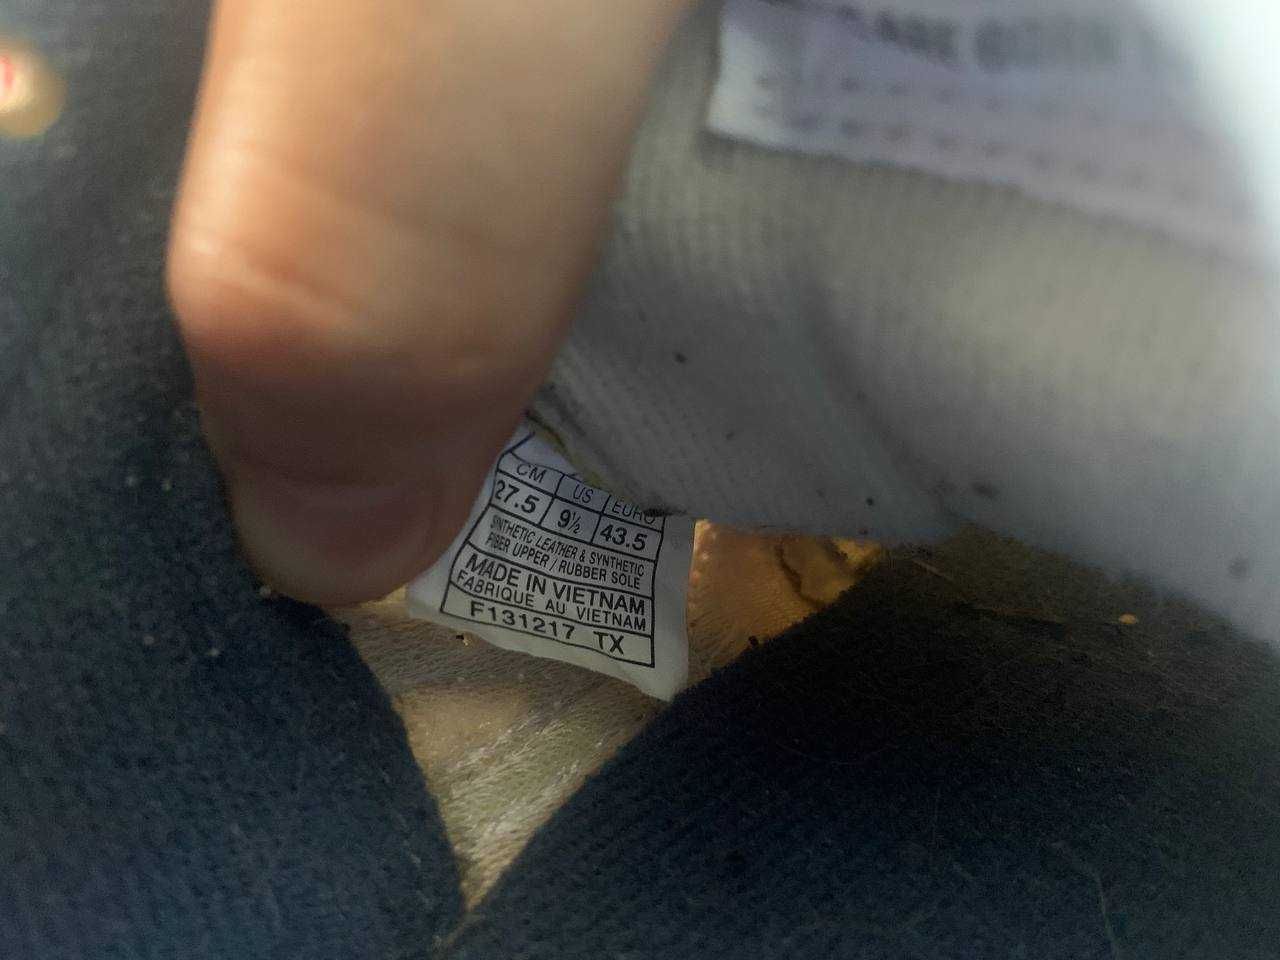 CM US EURO
27.5 9½ 43.5
SYNTHETIC LEATHER & SYNTHETIC
FIBER UPPER / RUBBER SOLE
MADE IN VIETNAM
FABRIQUE AU VIETNAM
F131217 TX